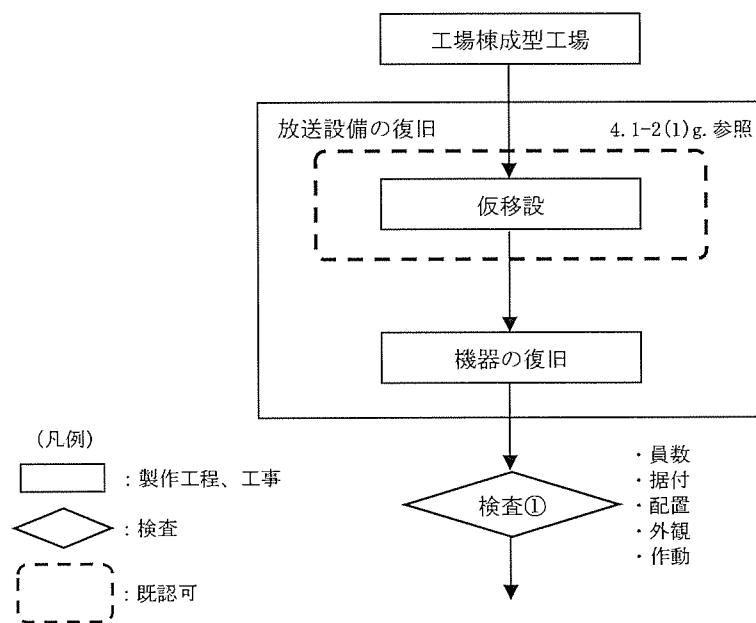 工場棟成型工場
放送設備の復旧
4.1-2(1)g.参照
仮移設
機器の復旧
検査①
・員数
・据付
・配置
・外観
・作動
(凡例)
：製作工程、工事
：検査
：既認可